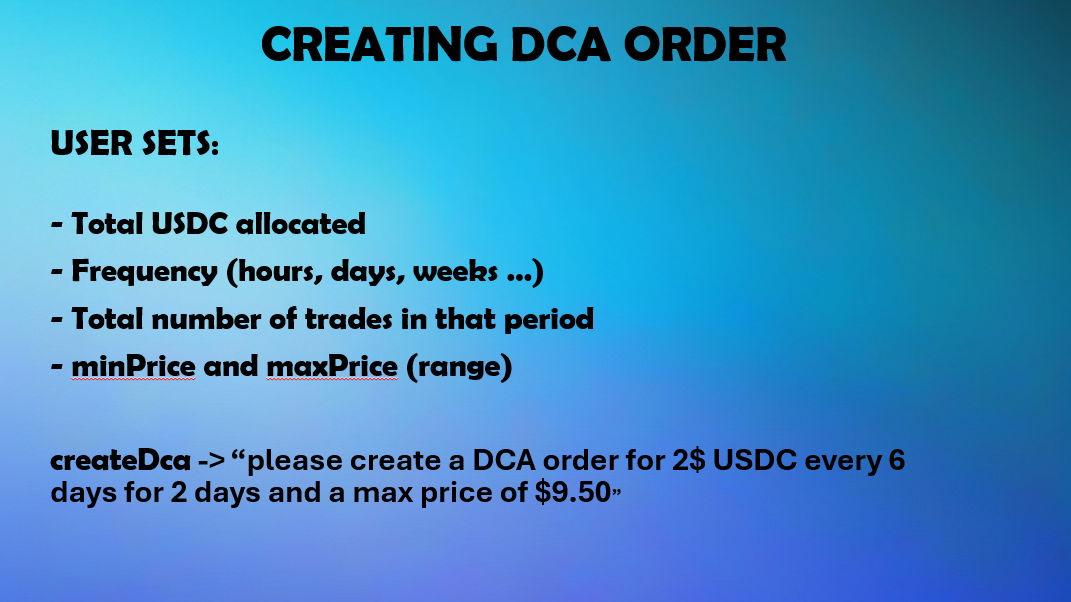 CREATING DCA ORDER
USER SETS:
- Total USDC allocated
- Frequency (hours, days, weeks ...)
- Total number of trades in that period
- minPrice and maxPrice (range)
createDca -> “please create a DCA order for 2$ USDC every 6
days for 2 days and a max price of $9.50”